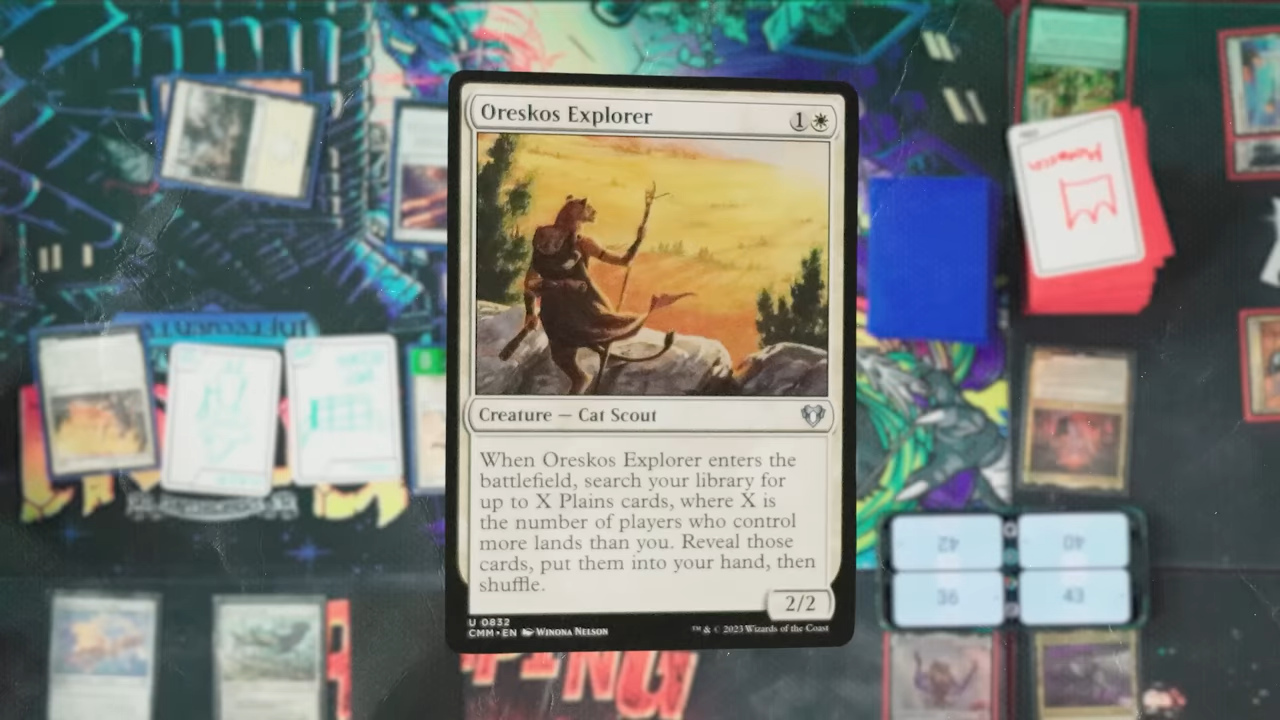 Oreskos Explorer
1
Creature — Cat Scout
When Oreskos Explorer enters the
battlefield, search your library for
up to X Plains cards, where X is
the number of players who control
more lands than you. Reveal those
cards, put them into your hand, then
shuffle.
2/2
U 0832
CMM • EN Winona Nelson
™ & © 2023 Wizards of the Coast
42
40
36
43
PING